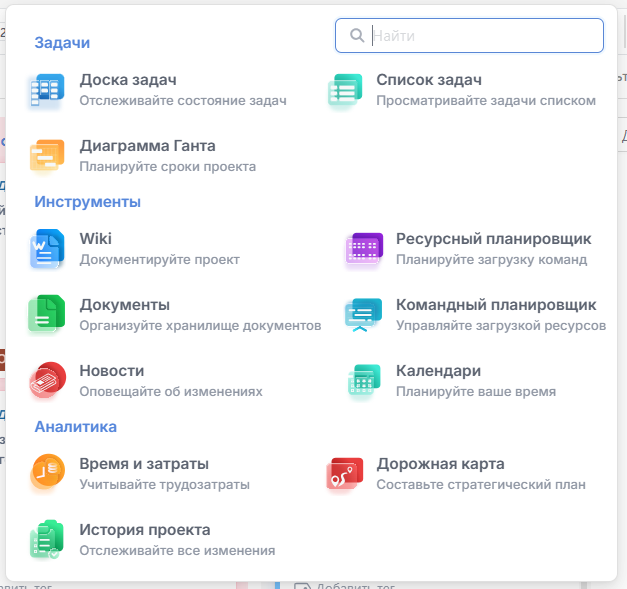 Задачи
Найти
Доска задач
Отслеживайте состояние задач
Список задач
Просматривайте задачи списком
Диаграмма Ганта
Планируйте сроки проекта
Инструменты
Wiki
Документируйте проект
Ресурсный планировщик
Планируйте загрузку команд
Документы
Организуйте хранилище документов
Командный планировщик
Управляйте загрузкой ресурсов
Новости
Оповещайте об изменениях
Календари
Планируйте ваше время
Аналитика
Время и затраты
Учитывайте трудозатраты
Дорожная карта
Составьте стратегический план
История проекта
Отслеживайте все изменения